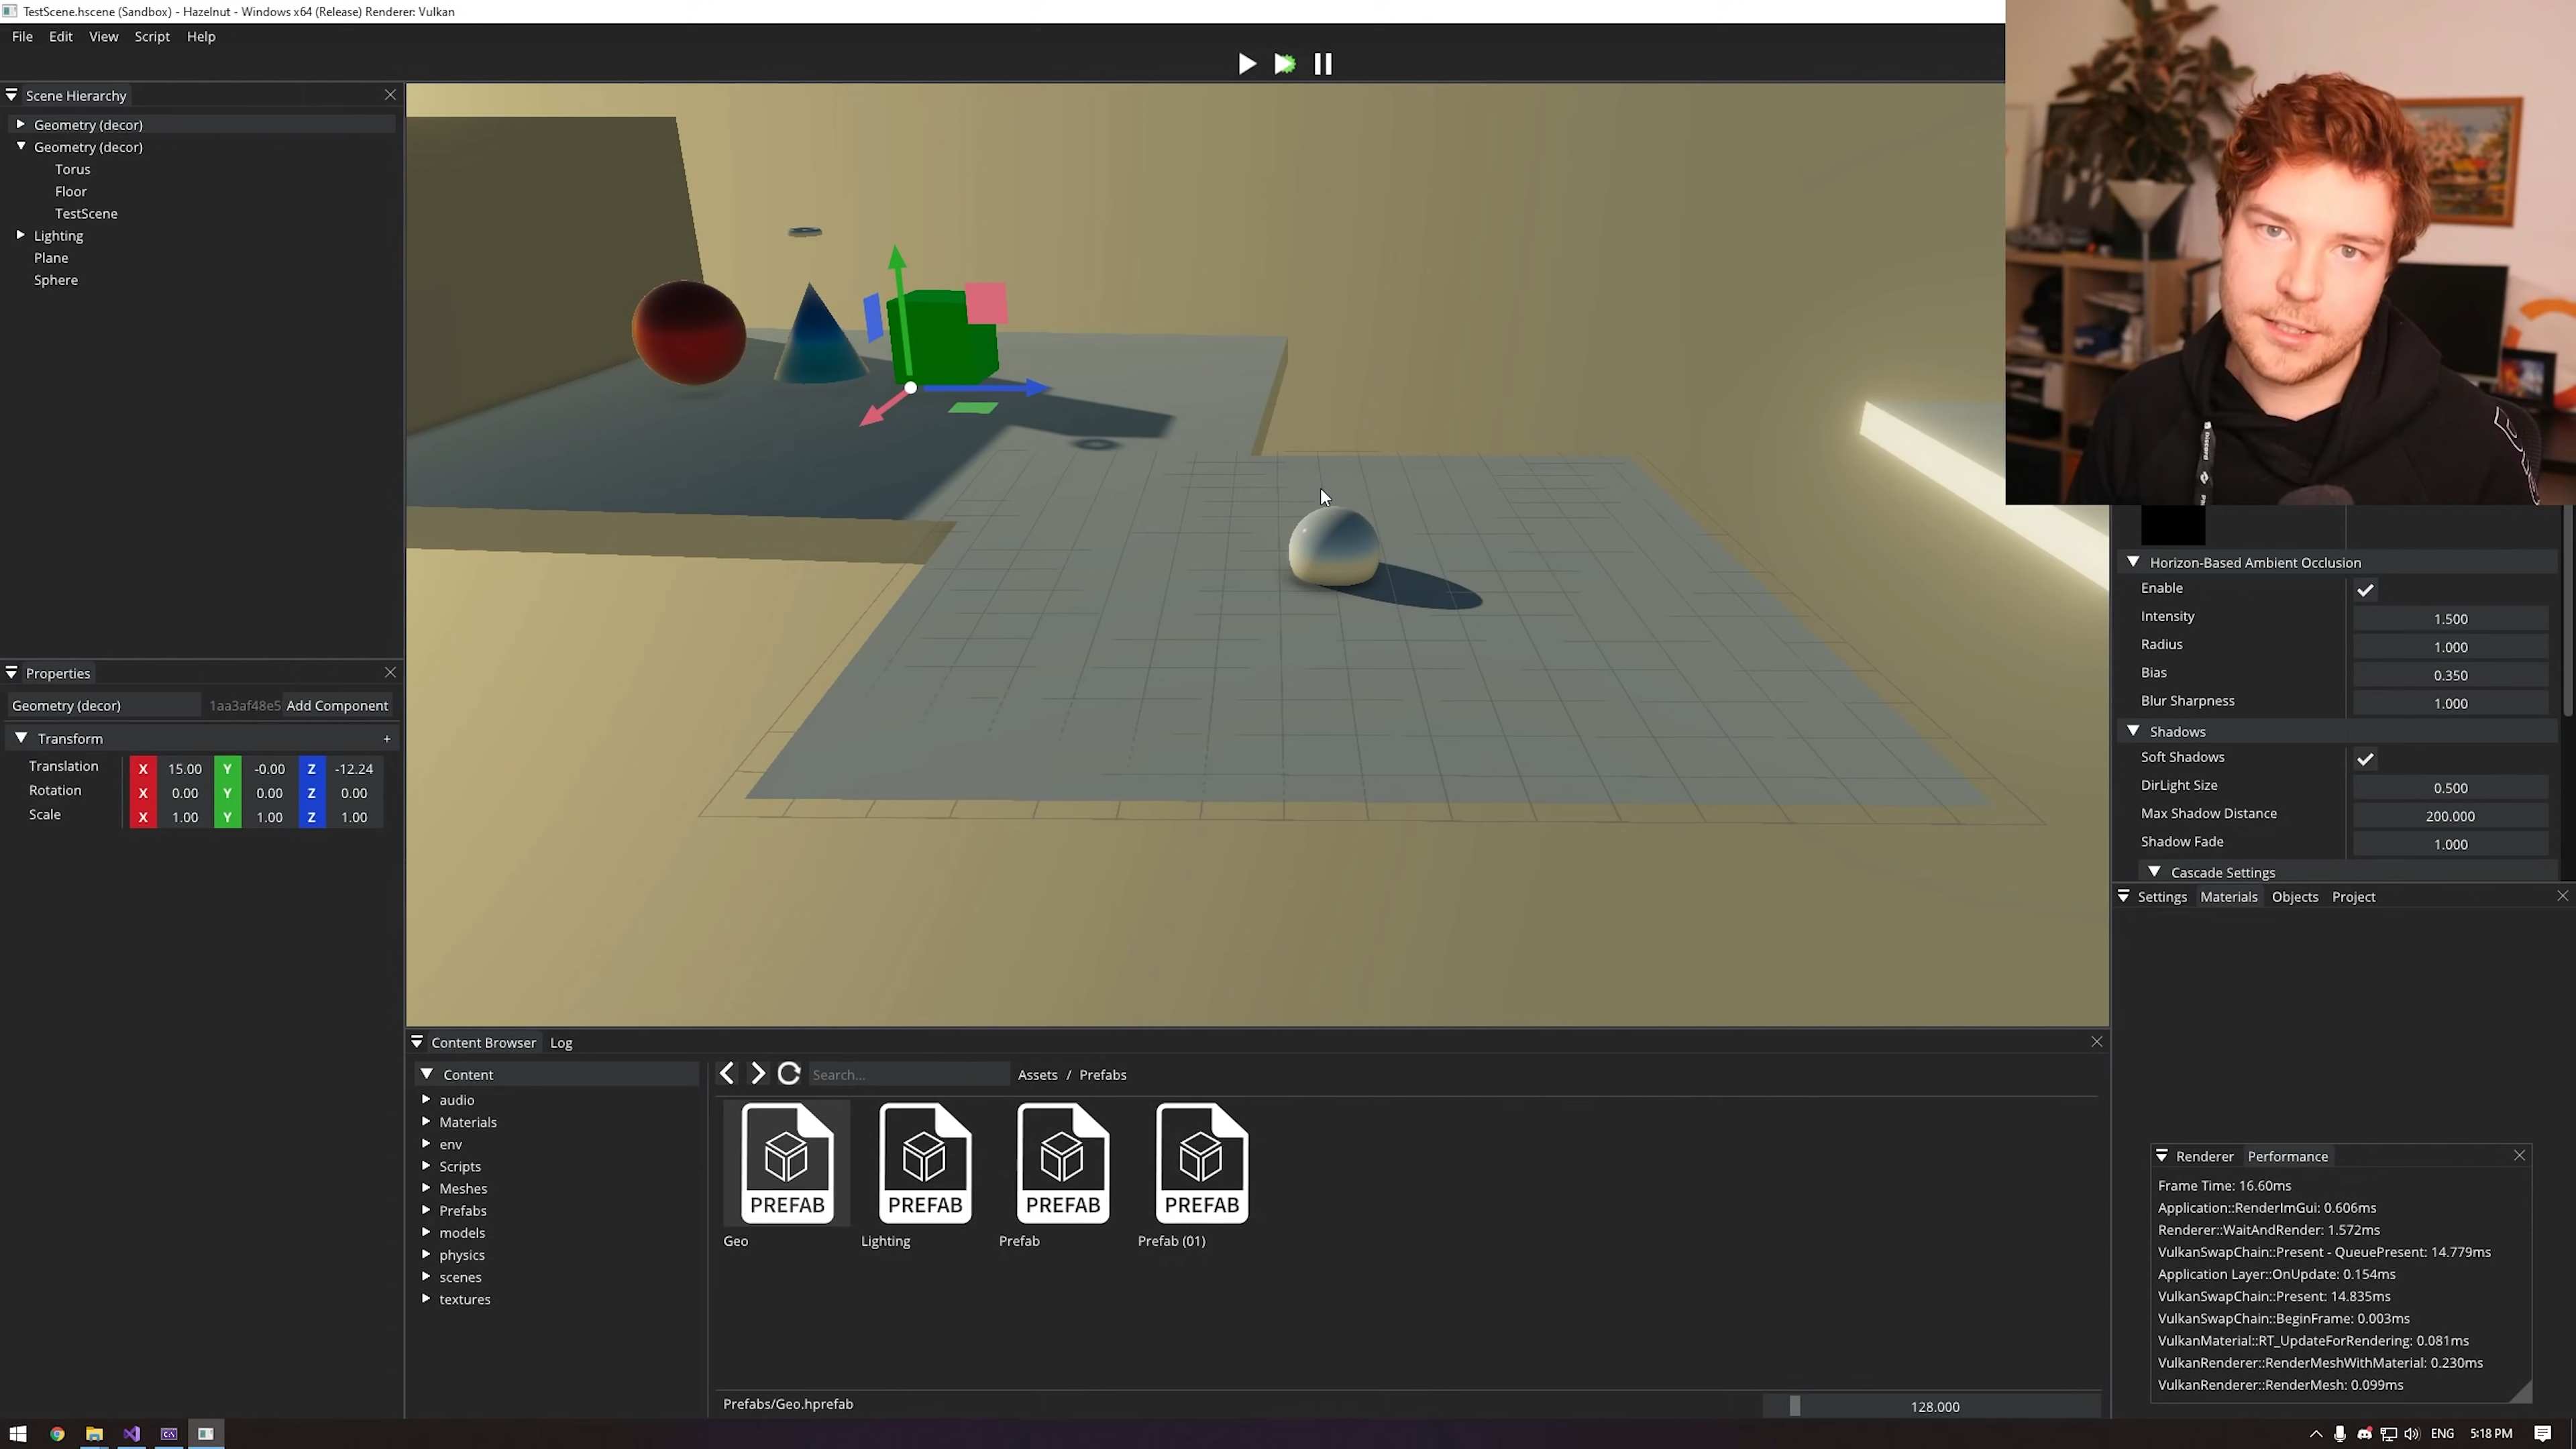 TestScene.hscene (Sandbox) - Hazelnut - Windows x64 (Release) Renderer: Vulkan
File Edit View Script Help
Scene Hierarchy
Geometry (decor)
Geometry (decor)
Torus
Floor
TestScene
Lighting
Plane
Sphere
Properties
Geometry (decor) 1aa3af48e5 Add Component
Transform +
Translation X 15.00 Y -0.00 Z -12.24
Rotation X 0.00 Y 0.00 Z 0.00
Scale X 1.00 Y 1.00 Z 1.00
Horizon-Based Ambient Occlusion
Enable
Intensity 1.500
Radius 1.000
Bias 0.350
Blur Sharpness 1.000
Shadows
Soft Shadows
DirLight Size 0.500
Max Shadow Distance 200.000
Shadow Fade 1.000
Cascade Settings
Settings Materials Objects Project
Content Browser Log
Content
audio
Materials
env
Scripts
Meshes
Prefabs
models
physics
scenes
textures
Search... Assets / Prefabs
PREFAB PREFAB PREFAB PREFAB
Geo Lighting Prefab Prefab (01)
Prefabs/Geo.hprefab 128.000
Renderer Performance
Frame Time: 16.60ms
Application::RenderImGui: 0.606ms
Renderer::WaitAndRender: 1.572ms
VulkanSwapChain::Present - QueuePresent: 14.779ms
Application Layer::OnUpdate: 0.154ms
VulkanSwapChain::Present: 14.835ms
VulkanSwapChain::BeginFrame: 0.003ms
VulkanMaterial::RT_UpdateForRendering: 0.081ms
VulkanRenderer::RenderMeshWithMaterial: 0.230ms
VulkanRenderer::RenderMesh: 0.099ms
ENG 5:18 PM